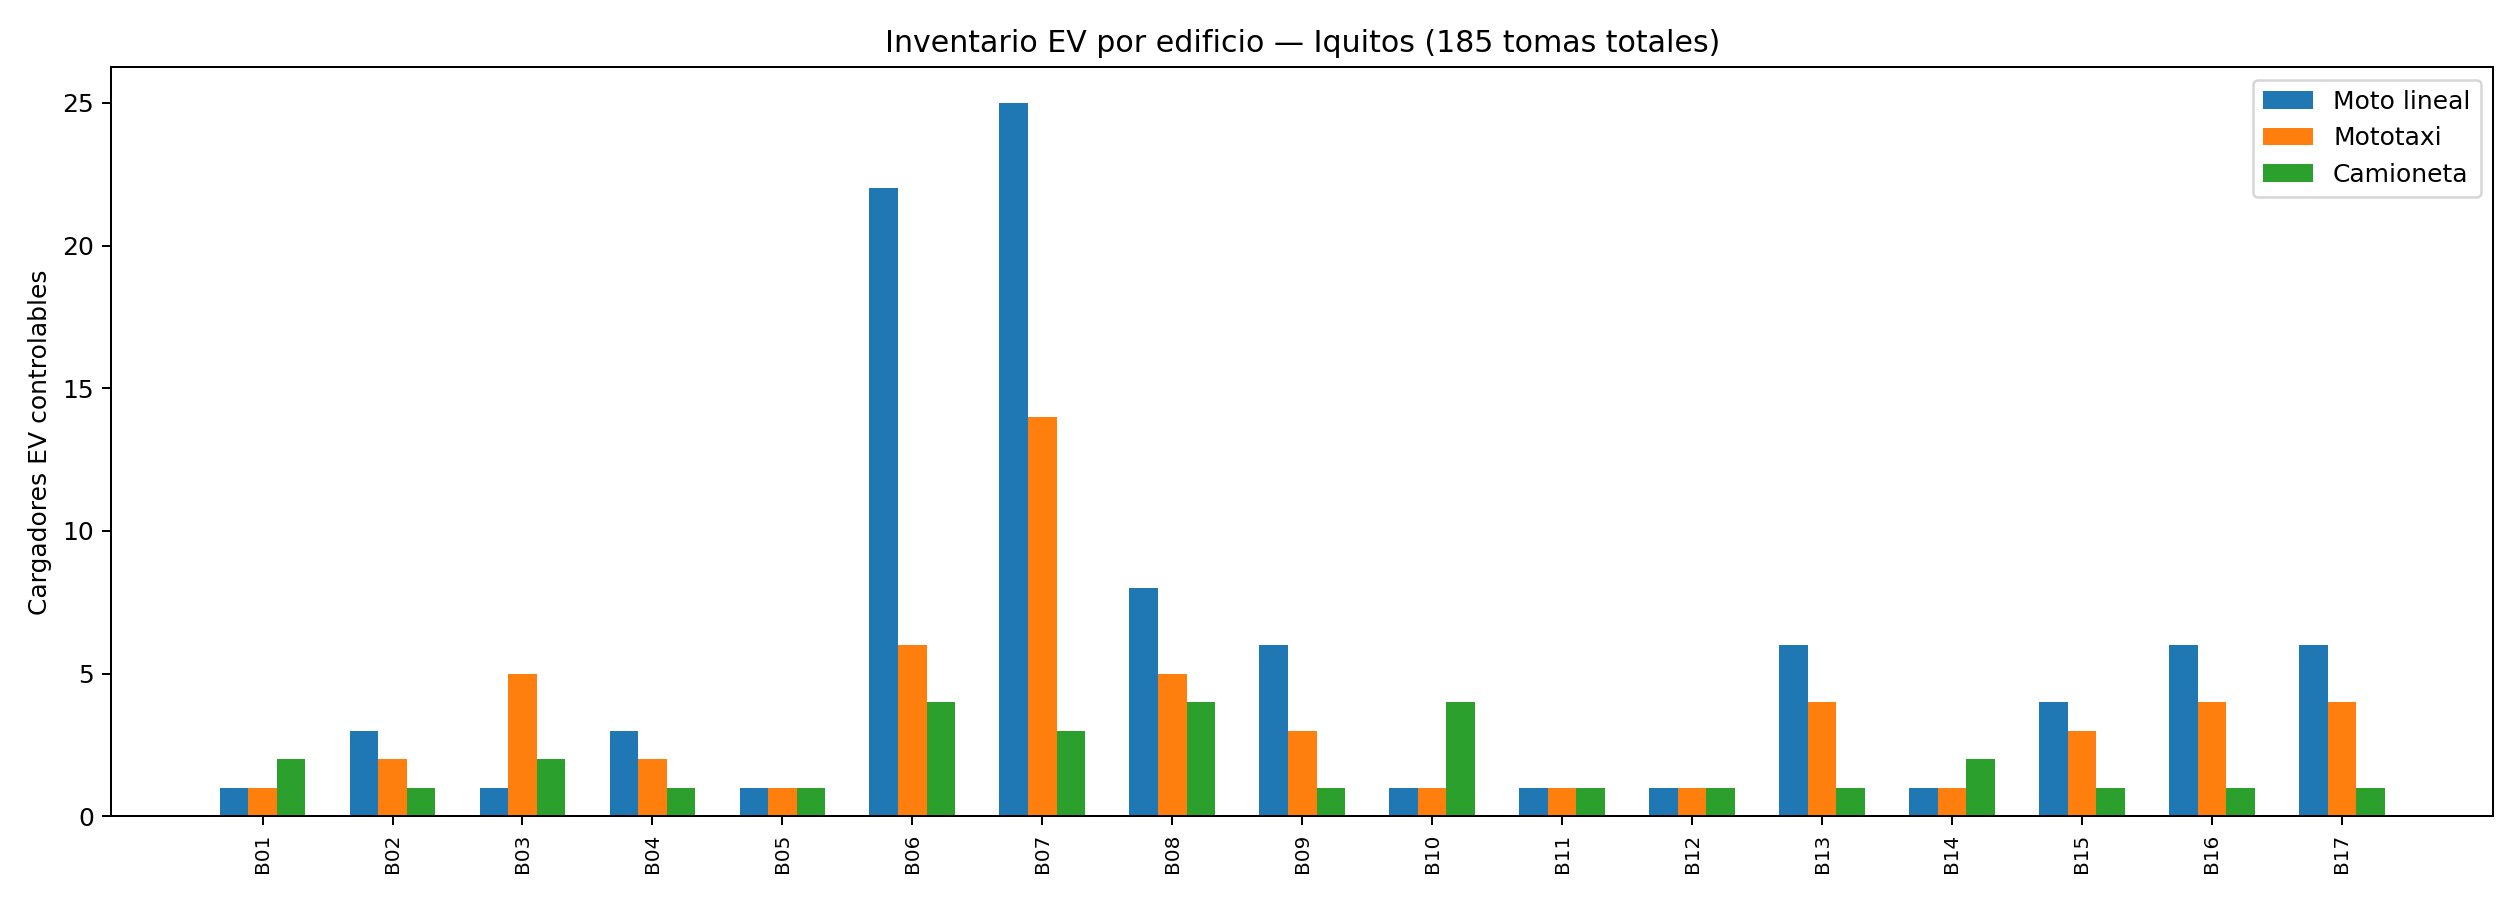 Inventario EV por edificio — Iquitos (185 tomas totales)
Moto lineal
Mototaxi
Camioneta
Cargadores EV controlables
25
20
15
10
5
0
B01 B02 B03 B04 B05 B06 B07 B08 B09 B10 B11 B12 B13 B14 B15 B16 B17